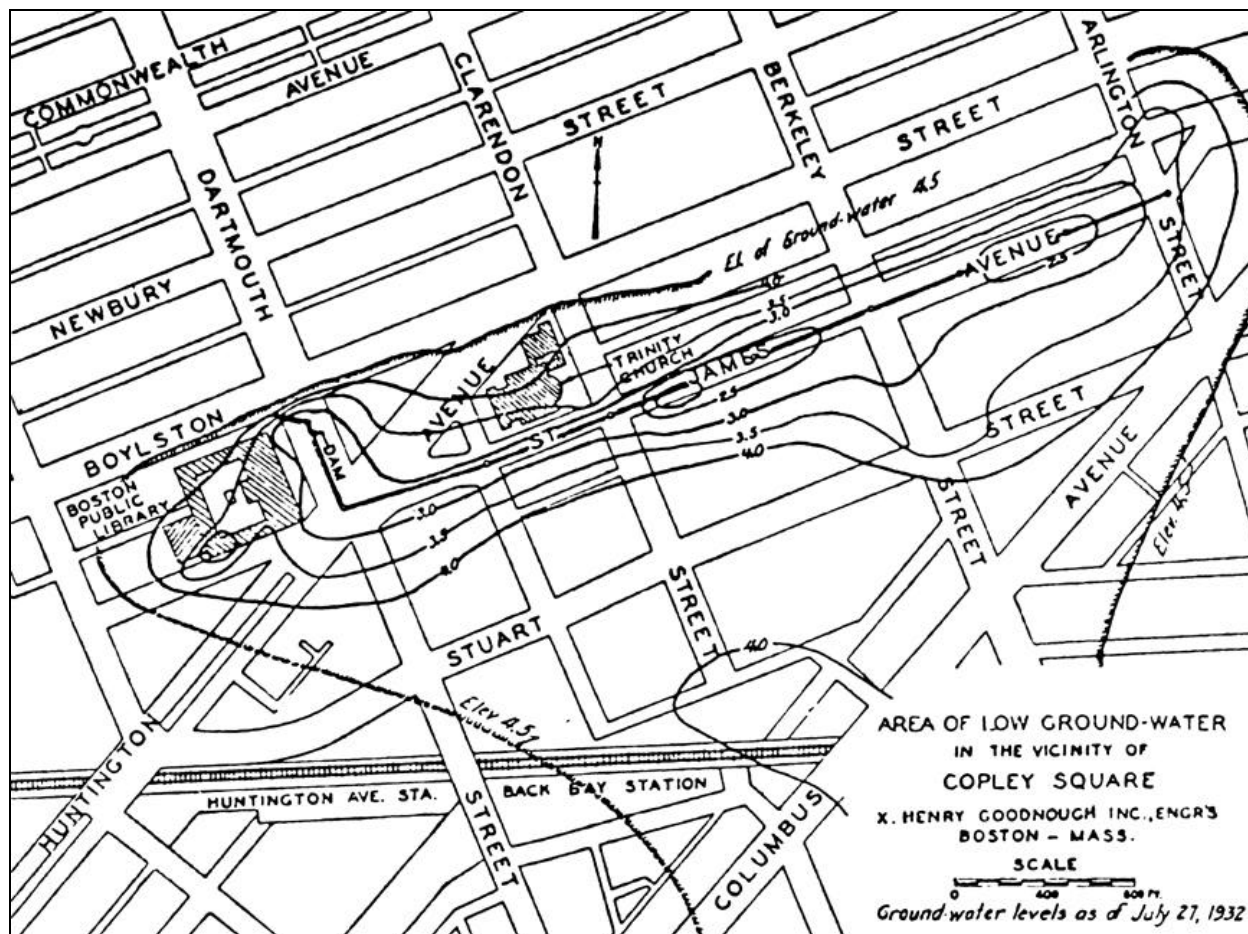 COMMONWEALTH
AVENUE
CLARENDON
STREET
BERKELEY
STREET
ARLINGTON
STREET
DARTMOUTH
NEWBURY
N
El. of Ground-water 4.5
4.0
3.5
3.0
AVENUE
2.5
BOYLSTON
AVENUE
TRINITY
CHURCH
ST. JAMES
2.5
3.0
3.5
4.0
DAM
BOSTON
PUBLIC
LIBRARY
3.0
3.5
4.0
STREET
AVENUE
STREET
Elev. 4.5
STUART
STREET
4.0
Elev. 4.5
HUNTINGTON
HUNTINGTON AVE. STA.
BACK BAY STATION
STREET
COLUMBUS
AREA OF LOW GROUND-WATER
IN THE VICINITY OF
COPLEY SQUARE
X. HENRY GOODNOUGH INC., ENGR'S
BOSTON - MASS.
SCALE
0 400 800 FT.
Ground-water levels as of July 27, 1932